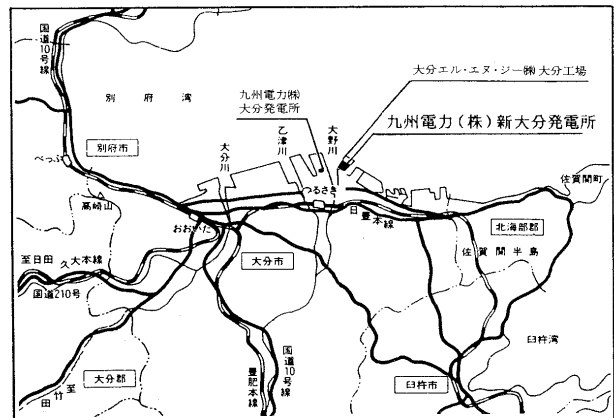 国道10号線
別府湾
大分エル・エヌ・ジー㈱大分工場
九州電力㈱
大分発電所
九州電力(株)新大分発電所
大分川
乙津川
大野川
べっぷ
別府市
つるさき
佐賀関町
高崎山
おおいた
日豊本線
北海部郡
佐賀関半島
至日田
久大本線
国道210号
大分市
臼杵湾
大分郡
至竹田
豊肥本線
国道10号線
臼杵市